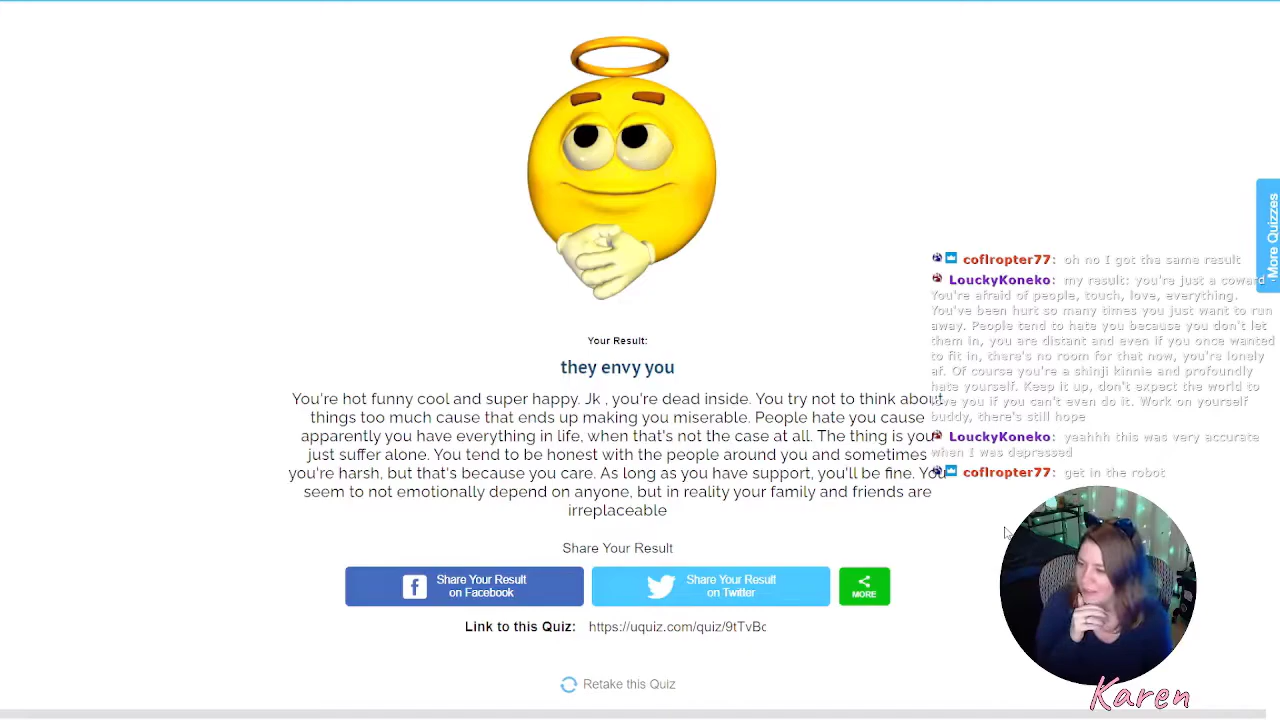 Your Result:
they envy you
You're hot funny cool and super happy. Jk , you're dead inside. You try not to think about
things too much cause that ends up making you miserable. People hate you cause
apparently you have everything in life, when that's not the case at all. The thing is you
just suffer alone. You tend to be honest with the people around you and sometimes
you're harsh, but that's because you care. As long as you have support, you'll be fine. You
seem to not emotionally depend on anyone, but in reality your family and friends are
irreplaceable
Share Your Result
Share Your Result
on Facebook
Share Your Result
on Twitter
MORE
Link to this Quiz: https://uquiz.com/quiz/9tTvBc
Retake this Quiz
More Quizzes
coflropter77: oh no I got the same result
LouckyKoneko: my result: you're just a coward -
You're afraid of people, touch, love, everything.
You've been hurt so many times you just want to run
away. People tend to hate you because you don't let
them in, you are distant and even if you once wanted
to fit in, there's no room for that now, you're lonely
af. Of course you're a shinji kinnie and profoundly
hate yourself. Keep it up, don't expect the world to
love you if you can't even do it. Work on yourself
buddy, there's still hope
LouckyKoneko: yeahhh this was very accurate
when I was depressed
coflropter77: get in the robot
Karen